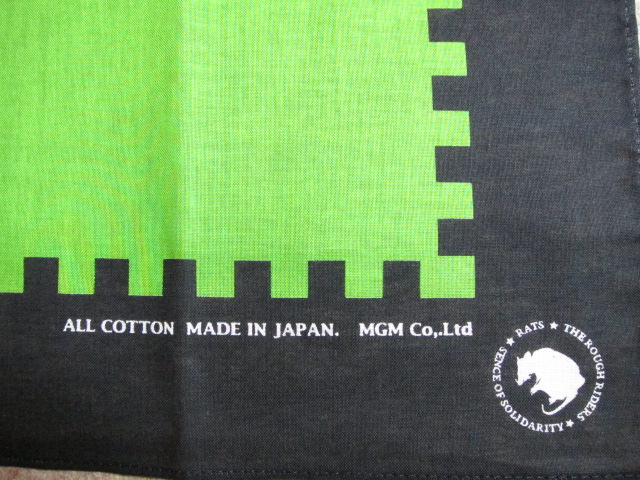 ALL COTTON MADE IN JAPAN. MGM Co,.Ltd
★ RATS ★ THE ROUGH RIDERS ★ SENCE OF SOLIDARITY